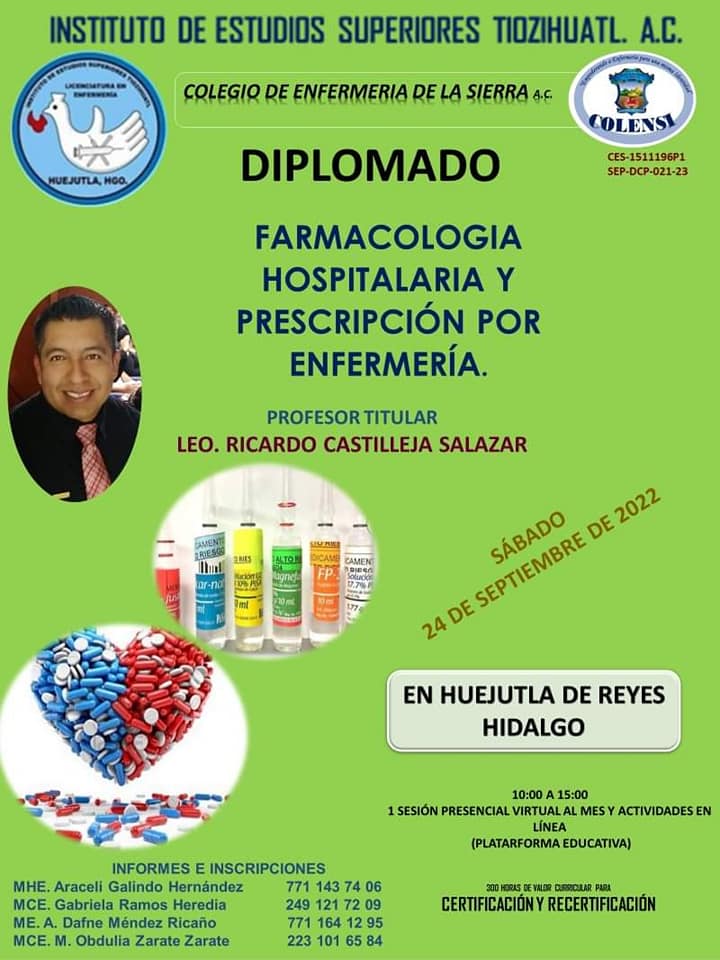 INSTITUTO DE ESTUDIOS SUPERIORES TIOZIHUATL. A.C.
INSTITUTO DE ESTUDIOS SUPERIORES TIOZIHUATL
LICENCIATURA EN
ENFERMERÍA
HUEJUTLA, HGO.
COLEGIO DE ENFERMERIA DE LA SIERRA A.C.
COLENSI
CES-1511196P1
SEP-DCP-021-23
DIPLOMADO
FARMACOLOGIA
HOSPITALARIA Y
PRESCRIPCIÓN POR
ENFERMERÍA.
PROFESOR TITULAR
LEO. RICARDO CASTILLEJA SALAZAR
SÁBADO
24 DE SEPTIEMBRE DE 2022
EN HUEJUTLA DE REYES
HIDALGO
10:00 A 15:00
1 SESIÓN PRESENCIAL VIRTUAL AL MES Y ACTIVIDADES EN
LÍNEA
(PLATARFORMA EDUCATIVA)
300 HORAS DE VALOR CURRICULAR PARA
CERTIFICACIÓN Y RECERTIFICACIÓN
INFORMES E INSCRIPCIONES
MHE. Araceli Galindo Hernández 771 143 74 06
MCE. Gabriela Ramos Heredia 249 121 72 09
ME. A. Dafne Méndez Ricaño 771 164 12 95
MCE. M. Obdulia Zarate Zarate 223 101 65 84